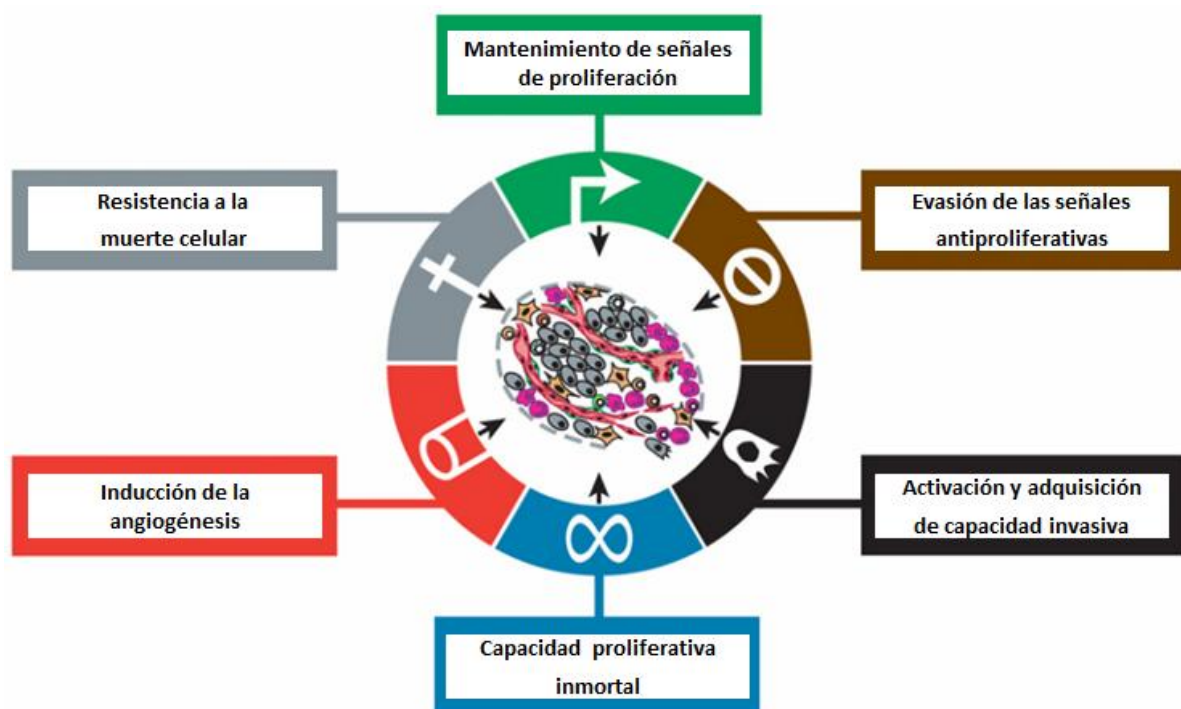 Mantenimiento de señales
de proliferación
Resistencia a la
muerte celular
Evasión de las señales
antiproliferativas
Inducción de la
angiogénesis
Activación y adquisición
de capacidad invasiva
Capacidad proliferativa
inmortal